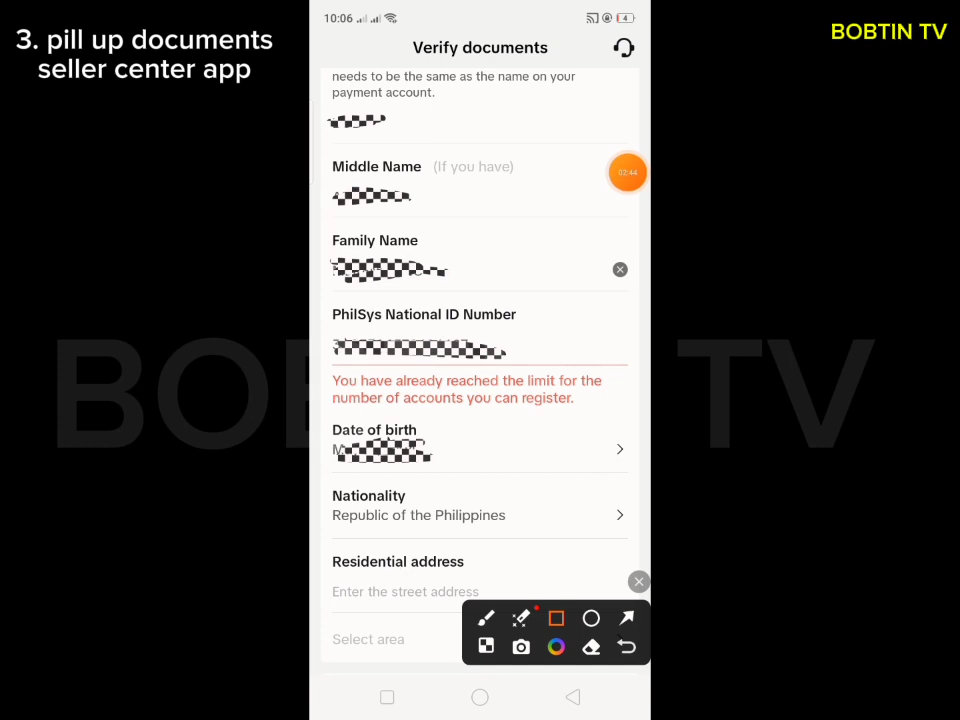 3. pill up documents
seller center app
BOBTIN TV
10:06
4
Verify documents
needs to be the same as the name on your
payment account.
Middle Name (If you have)
02:44
Family Name
PhilSys National ID Number
You have already reached the limit for the
number of accounts you can register.
Date of birth
Nationality
Republic of the Philippines
Residential address
Enter the street address
Select area